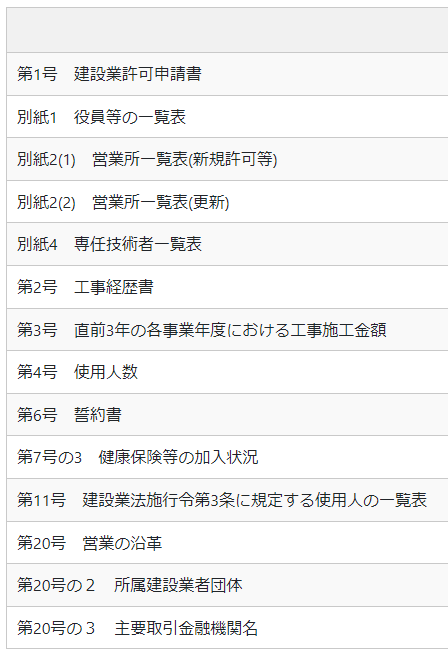 第1号　建設業許可申請書
別紙1　役員等の一覧表
別紙2(1)　営業所一覧表(新規許可等)
別紙2(2)　営業所一覧表(更新)
別紙4　専任技術者一覧表
第2号　工事経歴書
第3号　直前3年の各事業年度における工事施工金額
第4号　使用人数
第6号　誓約書
第7号の3　健康保険等の加入状況
第11号　建設業法施行令第3条に規定する使用人の一覧表
第20号　営業の沿革
第20号の２　所属建設業者団体
第20号の３　主要取引金融機関名